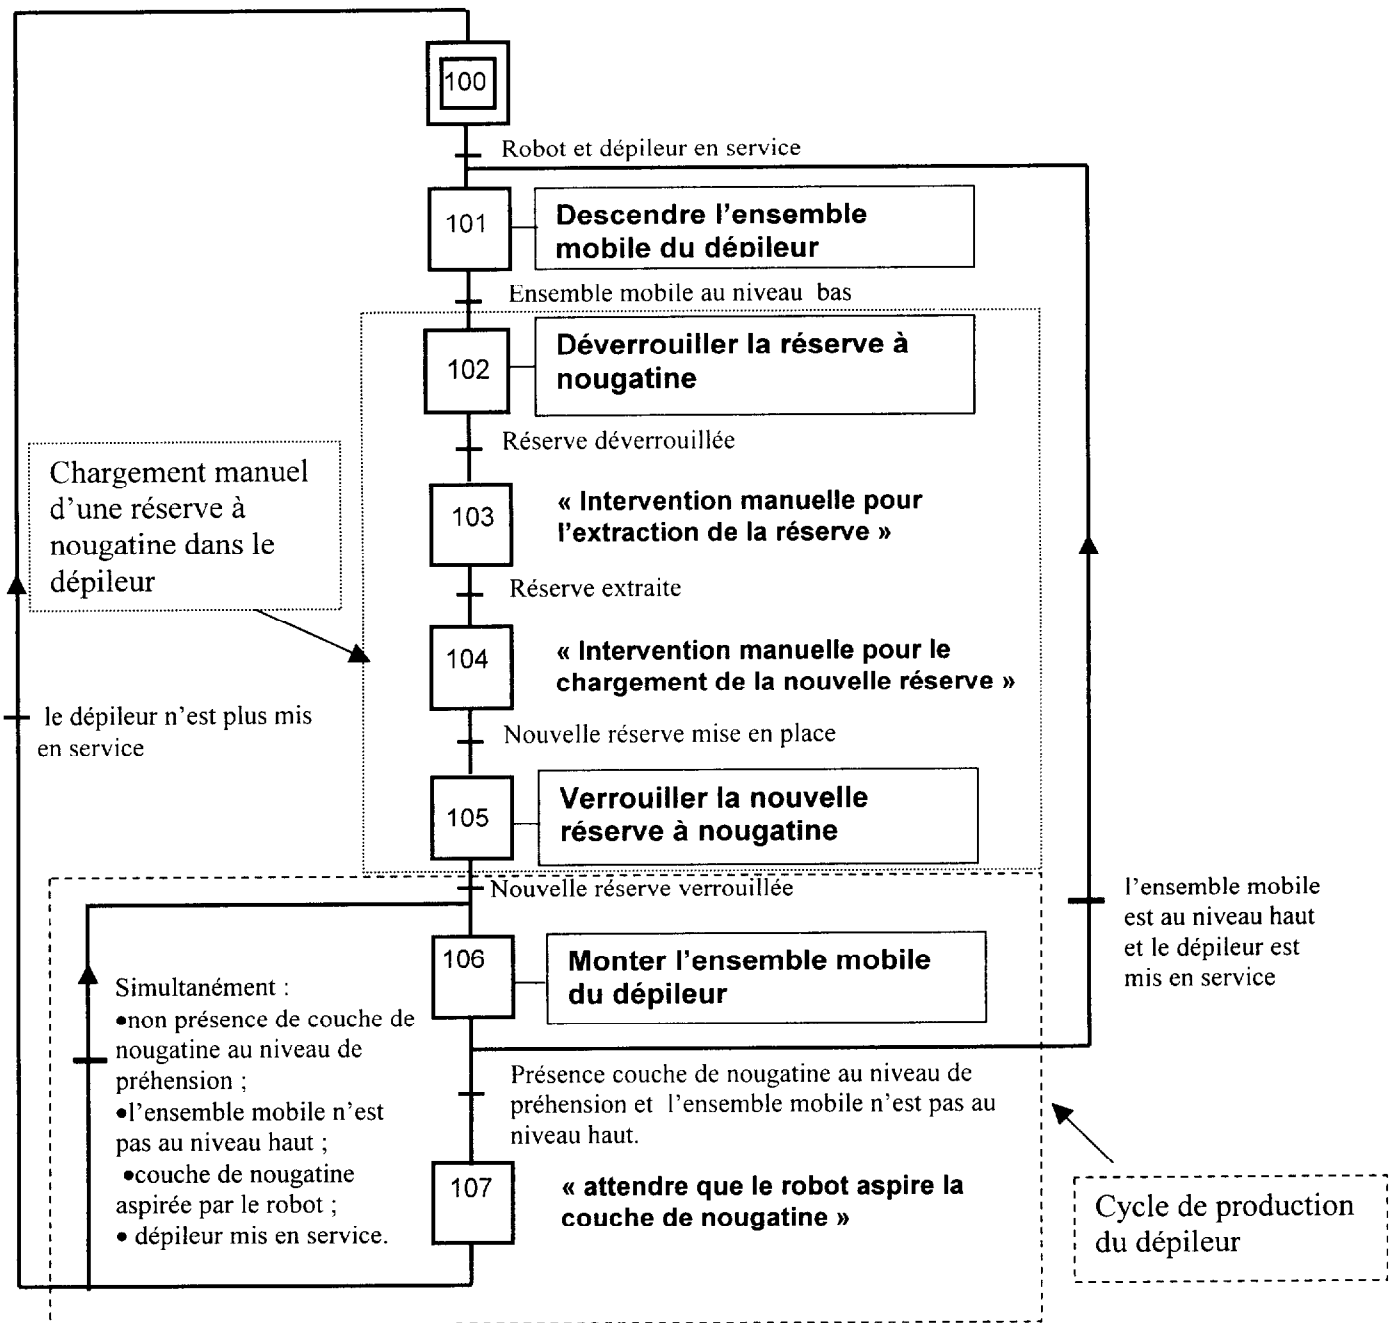 100
Robot et dépileur en service
101
Descendre l'ensemble
mobile du dépileur
Ensemble mobile au niveau bas
102
Déverrouiller la réserve à
nougatine
Réserve déverrouillée
Chargement manuel
d'une réserve à
nougatine dans le
dépileur
103
« Intervention manuelle pour
l'extraction de la réserve »
Réserve extraite
104
« Intervention manuelle pour le
chargement de la nouvelle réserve »
le dépileur n'est plus mis
en service
Nouvelle réserve mise en place
105
Verrouiller la nouvelle
réserve à nougatine
Nouvelle réserve verrouillée
l'ensemble mobile
est au niveau haut
et le dépileur est
mis en service
106
Monter l'ensemble mobile
du dépileur
Simultanément :
•non présence de couche de
nougatine au niveau de
préhension ;
•l'ensemble mobile n'est
pas au niveau haut ;
•couche de nougatine
aspirée par le robot ;
• dépileur mis en service.
Présence couche de nougatine au niveau de
préhension et l'ensemble mobile n'est pas au
niveau haut.
107
« attendre que le robot aspire la
couche de nougatine »
Cycle de production
du dépileur